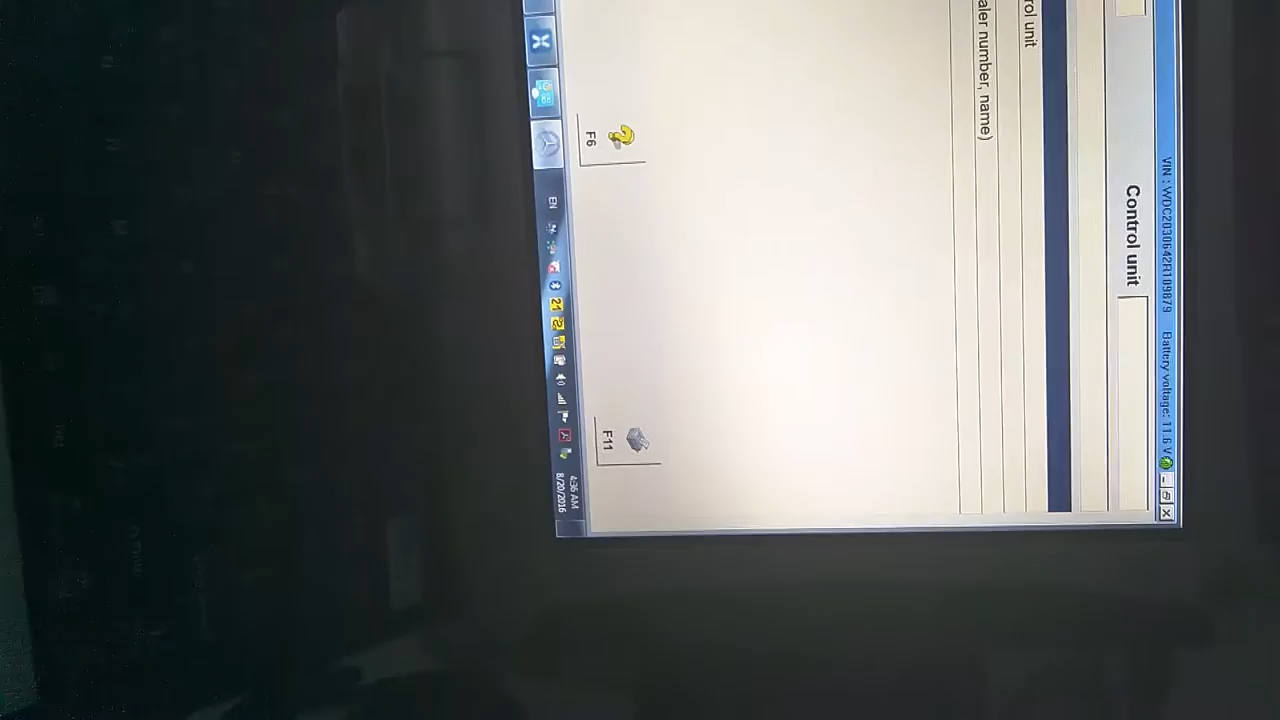 VIN : WDC2030642R109879 Battery voltage: 11.6 V
Control unit
rol unit
aler number, name)
F6
F11
EN
21
4:36 AM
8/20/2016